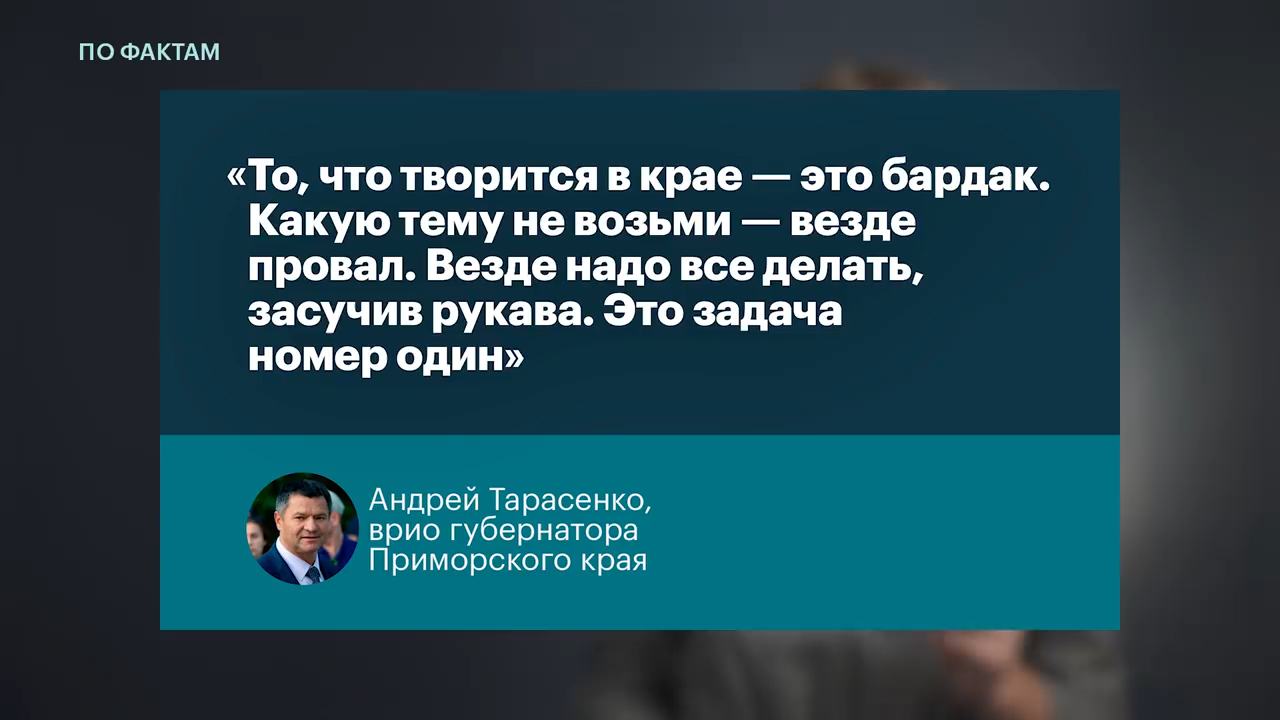 ПО ФАКТАМ
«То, что творится в крае — это бардак.
Какую тему не возьми — везде
провал. Везде надо все делать,
засучив рукава. Это задача
номер один»
Андрей Тарасенко,
врио губернатора
Приморского края